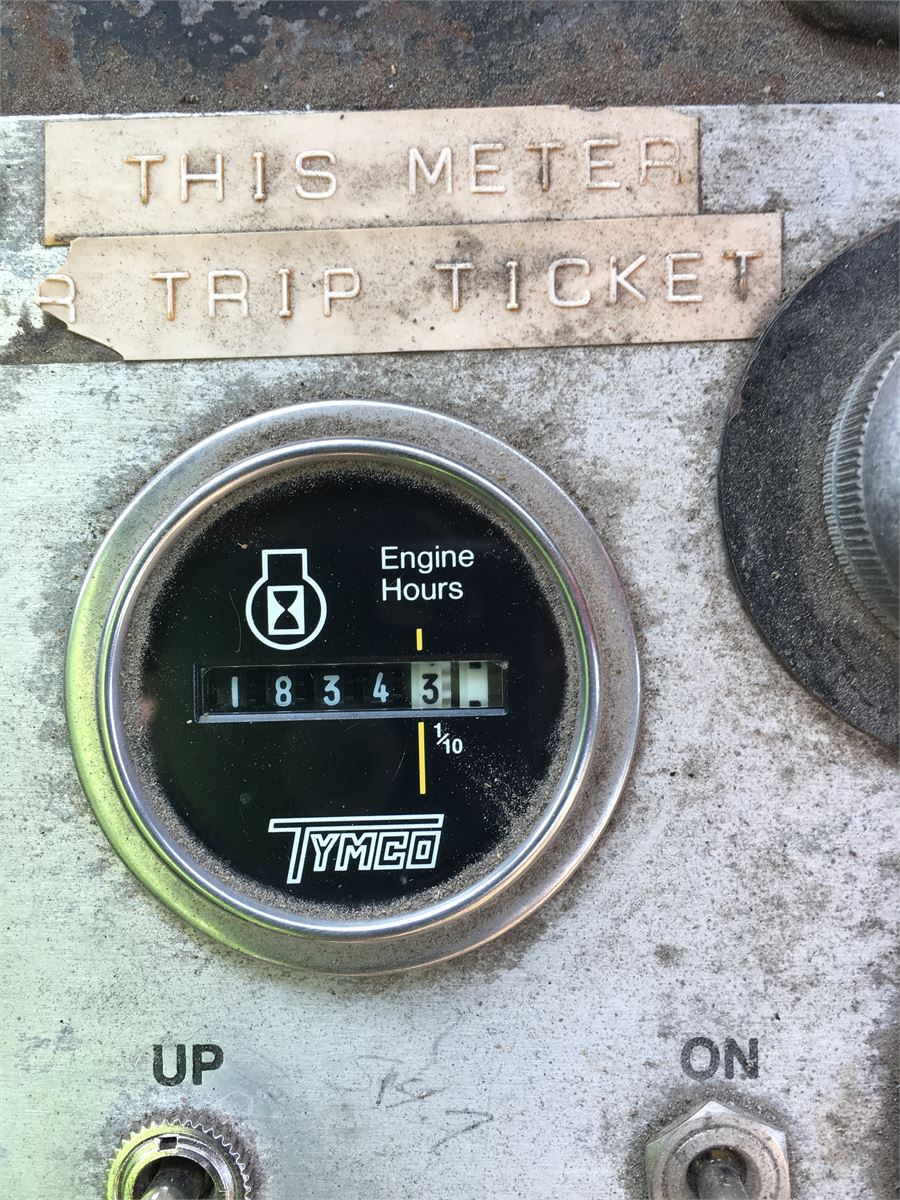 THIS METER
R TRIP TICKET
Engine
Hours
1 8 3 4 3
1/10
TYMCO
UP
ON